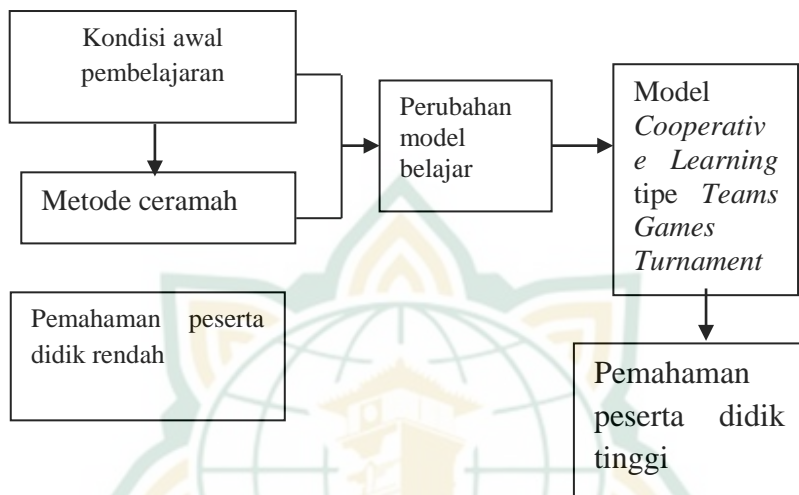 Kondisi awal
pembelajaran
Metode ceramah
Pemahaman peserta
didik rendah
Perubahan
model
belajar
Model
Cooperativ
e Learning
tipe Teams
Games
Turnament
Pemahaman
peserta didik
tinggi